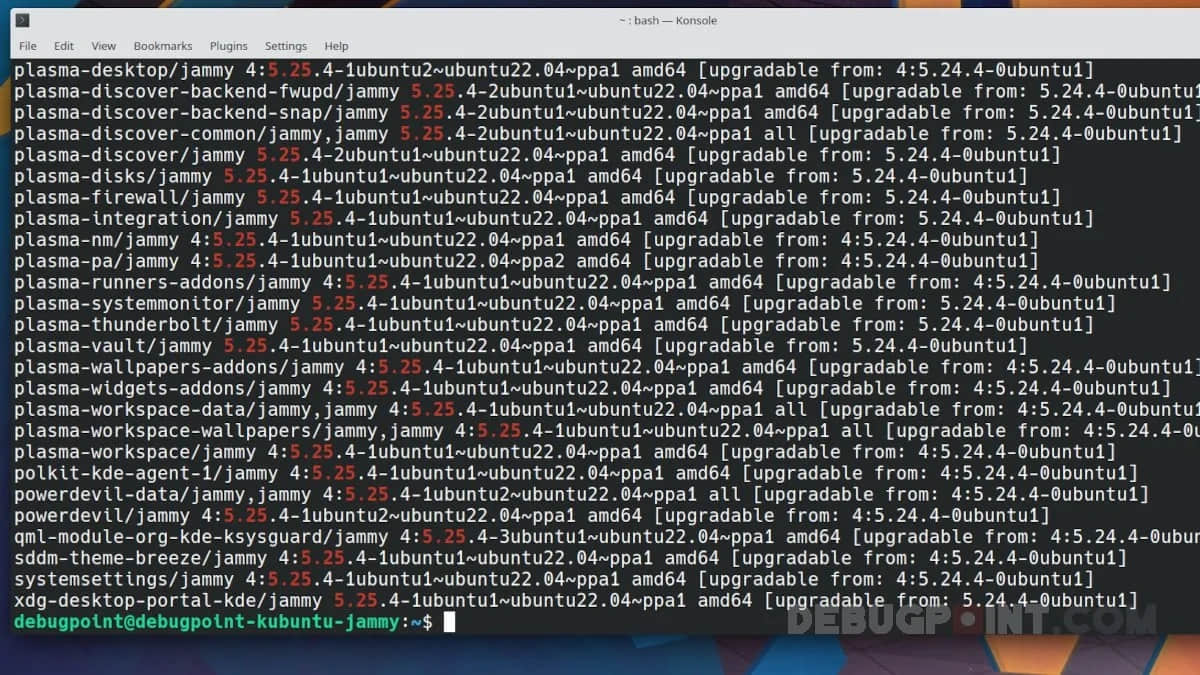 ~ : bash — Konsole
File Edit View Bookmarks Plugins Settings Help
plasma-desktop/jammy 4:5.25.4-1ubuntu2~ubuntu22.04~ppa1 amd64 [upgradable from: 4:5.24.4-0ubuntu1]
plasma-discover-backend-fwupd/jammy 5.25.4-2ubuntu1~ubuntu22.04~ppa1 amd64 [upgradable from: 5.24.4-0ubuntu1
plasma-discover-backend-snap/jammy 5.25.4-2ubuntu1~ubuntu22.04~ppa1 amd64 [upgradable from: 5.24.4-0ubuntu1]
plasma-discover-common/jammy,jammy 5.25.4-2ubuntu1~ubuntu22.04~ppa1 all [upgradable from: 5.24.4-0ubuntu1]
plasma-discover/jammy 5.25.4-2ubuntu1~ubuntu22.04~ppa1 amd64 [upgradable from: 5.24.4-0ubuntu1]
plasma-disks/jammy 5.25.4-1ubuntu1~ubuntu22.04~ppa1 amd64 [upgradable from: 5.24.4-0ubuntu1]
plasma-firewall/jammy 5.25.4-1ubuntu1~ubuntu22.04~ppa1 amd64 [upgradable from: 5.24.4-0ubuntu1]
plasma-integration/jammy 5.25.4-1ubuntu1~ubuntu22.04~ppa1 amd64 [upgradable from: 5.24.4-0ubuntu1]
plasma-nm/jammy 4:5.25.4-1ubuntu1~ubuntu22.04~ppa1 amd64 [upgradable from: 4:5.24.4-0ubuntu1]
plasma-pa/jammy 4:5.25.4-1ubuntu1~ubuntu22.04~ppa2 amd64 [upgradable from: 4:5.24.4-0ubuntu1]
plasma-runners-addons/jammy 4:5.25.4-1ubuntu1~ubuntu22.04~ppa1 amd64 [upgradable from: 4:5.24.4-0ubuntu1]
plasma-systemmonitor/jammy 5.25.4-1ubuntu1~ubuntu22.04~ppa1 amd64 [upgradable from: 5.24.4-0ubuntu1]
plasma-thunderbolt/jammy 5.25.4-1ubuntu1~ubuntu22.04~ppa1 amd64 [upgradable from: 5.24.4-0ubuntu1]
plasma-vault/jammy 5.25.4-1ubuntu1~ubuntu22.04~ppa1 amd64 [upgradable from: 5.24.4-0ubuntu1]
plasma-wallpapers-addons/jammy 4:5.25.4-1ubuntu1~ubuntu22.04~ppa1 amd64 [upgradable from: 4:5.24.4-0ubuntu1]
plasma-widgets-addons/jammy 4:5.25.4-1ubuntu1~ubuntu22.04~ppa1 amd64 [upgradable from: 4:5.24.4-0ubuntu1]
plasma-workspace-data/jammy,jammy 4:5.25.4-1ubuntu1~ubuntu22.04~ppa1 all [upgradable from: 4:5.24.4-0ubuntu1
plasma-workspace-wallpapers/jammy,jammy 4:5.25.4-1ubuntu1~ubuntu22.04~ppa1 all [upgradable from: 4:5.24.4-0u
plasma-workspace/jammy 4:5.25.4-1ubuntu1~ubuntu22.04~ppa1 amd64 [upgradable from: 4:5.24.4-0ubuntu1]
polkit-kde-agent-1/jammy 4:5.25.4-1ubuntu1~ubuntu22.04~ppa1 amd64 [upgradable from: 4:5.24.4-0ubuntu1]
powerdevil-data/jammy,jammy 4:5.25.4-1ubuntu2~ubuntu22.04~ppa1 all [upgradable from: 4:5.24.4-0ubuntu1]
powerdevil/jammy 4:5.25.4-1ubuntu2~ubuntu22.04~ppa1 amd64 [upgradable from: 4:5.24.4-0ubuntu1]
qml-module-org-kde-ksysguard/jammy 4:5.25.4-3ubuntu1~ubuntu22.04~ppa1 amd64 [upgradable from: 4:5.24.4-0ubun
sddm-theme-breeze/jammy 4:5.25.4-1ubuntu1~ubuntu22.04~ppa1 amd64 [upgradable from: 4:5.24.4-0ubuntu1]
systemsettings/jammy 4:5.25.4-1ubuntu1~ubuntu22.04~ppa1 amd64 [upgradable from: 4:5.24.4-0ubuntu1]
xdg-desktop-portal-kde/jammy 5.25.4-1ubuntu1~ubuntu22.04~ppa1 amd64 [upgradable from: 5.24.4-0ubuntu1]
debugpoint@debugpoint-kubuntu-jammy:~$
DEBUGPOINT.COM